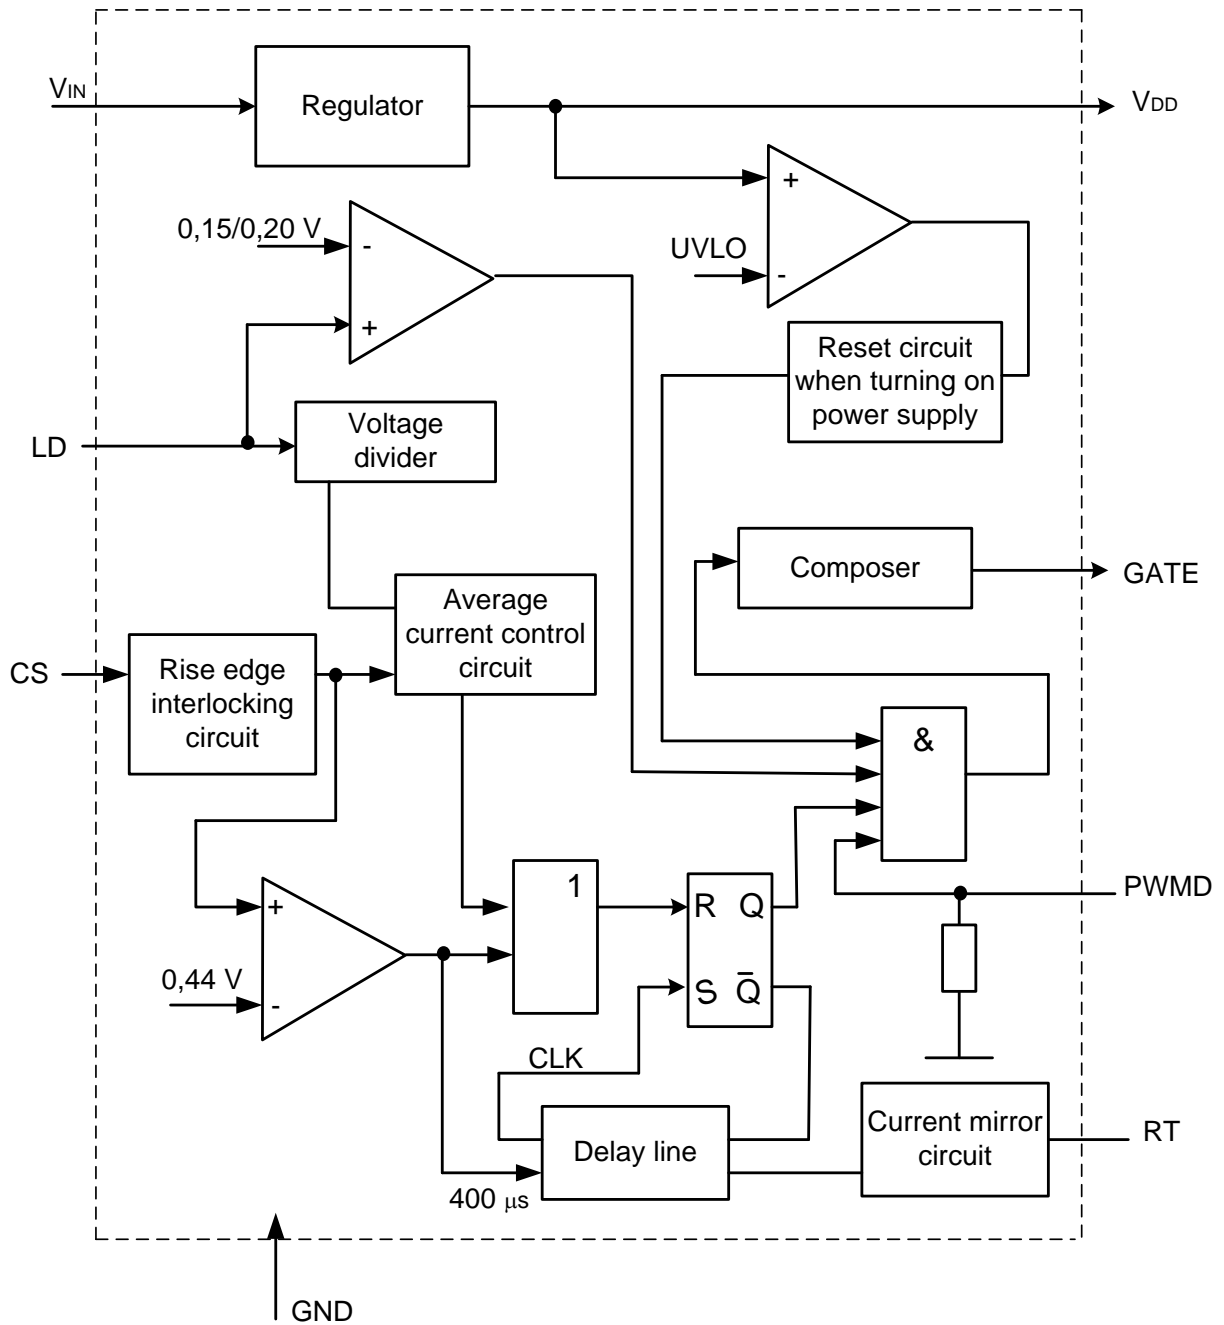 VIN
Regulator
VDD
+
0,15/0,20 V
-
UVLO
-
+
Reset circuit
when turning on
power supply
LD
Voltage
divider
Composer
GATE
Average
current control
circuit
CS
Rise edge
interlocking
circuit
&
1
PWMD
+
R Q
0,44 V
-
S Q̅
CLK
Current mirror
circuit
RT
Delay line
400 μs
GND